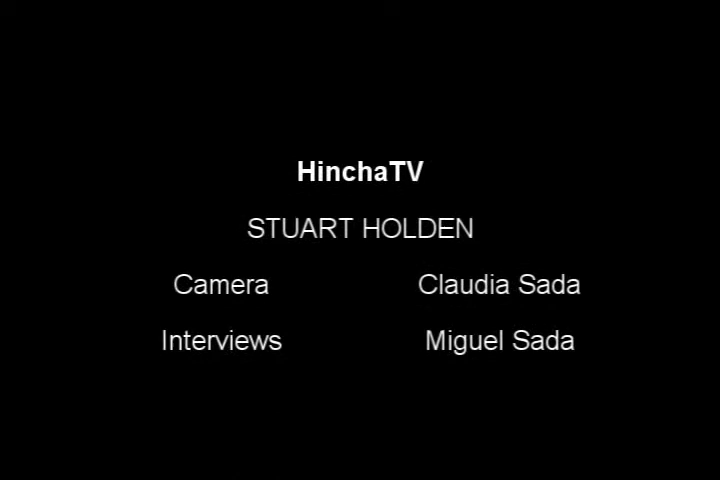 HinchaTV
STUART HOLDEN
Camera Claudia Sada
Interviews Miguel Sada